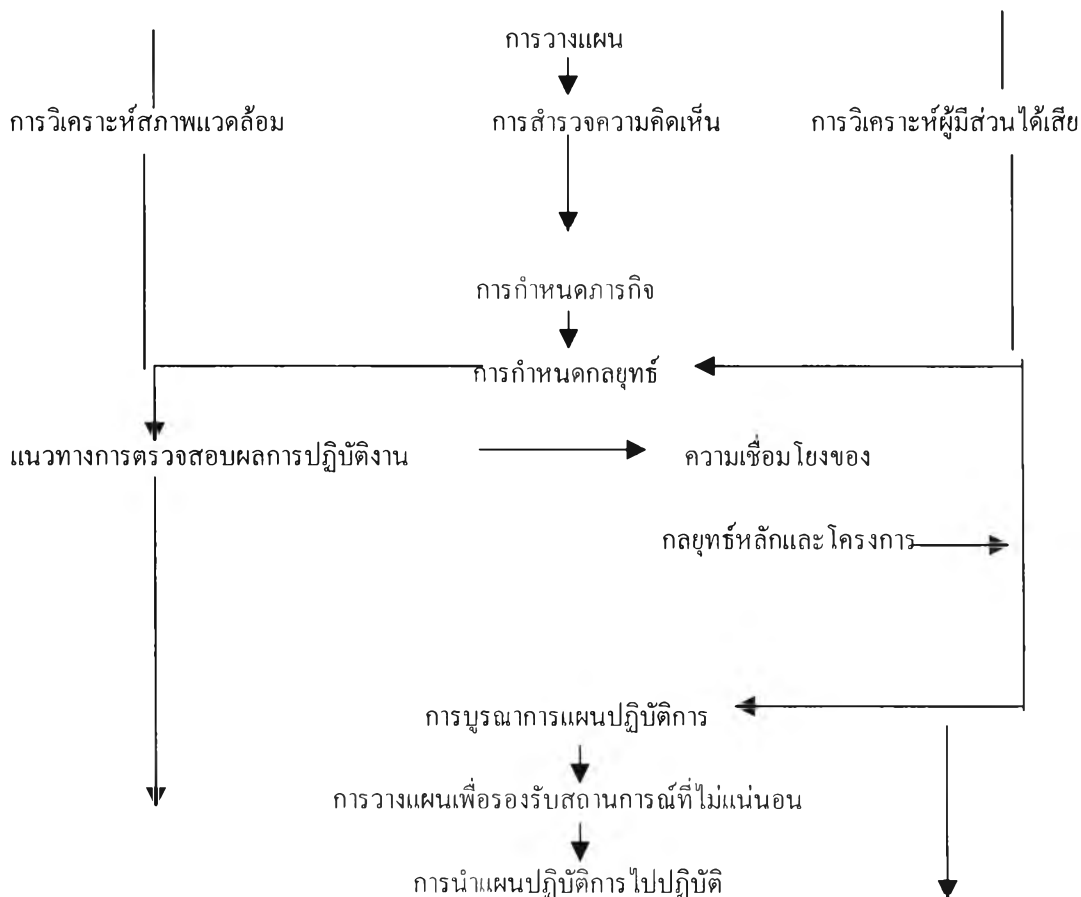 การวางแผน
การวิเคราะห์สภาพแวดล้อม
การสำรวจความคิดเห็น
การวิเคราะห์ผู้มีส่วนได้เสีย
การกำหนดภารกิจ
การกำหนดกลยุทธ์
แนวทางการตรวจสอบผลการปฏิบัติงาน
ความเชื่อมโยงของ
กลยุทธ์หลักและโครงการ
การบูรณาการแผนปฏิบัติการ
การวางแผนเพื่อรองรับสถานการณ์ที่ไม่แน่นอน
การนำแผนปฏิบัติการไปปฏิบัติ